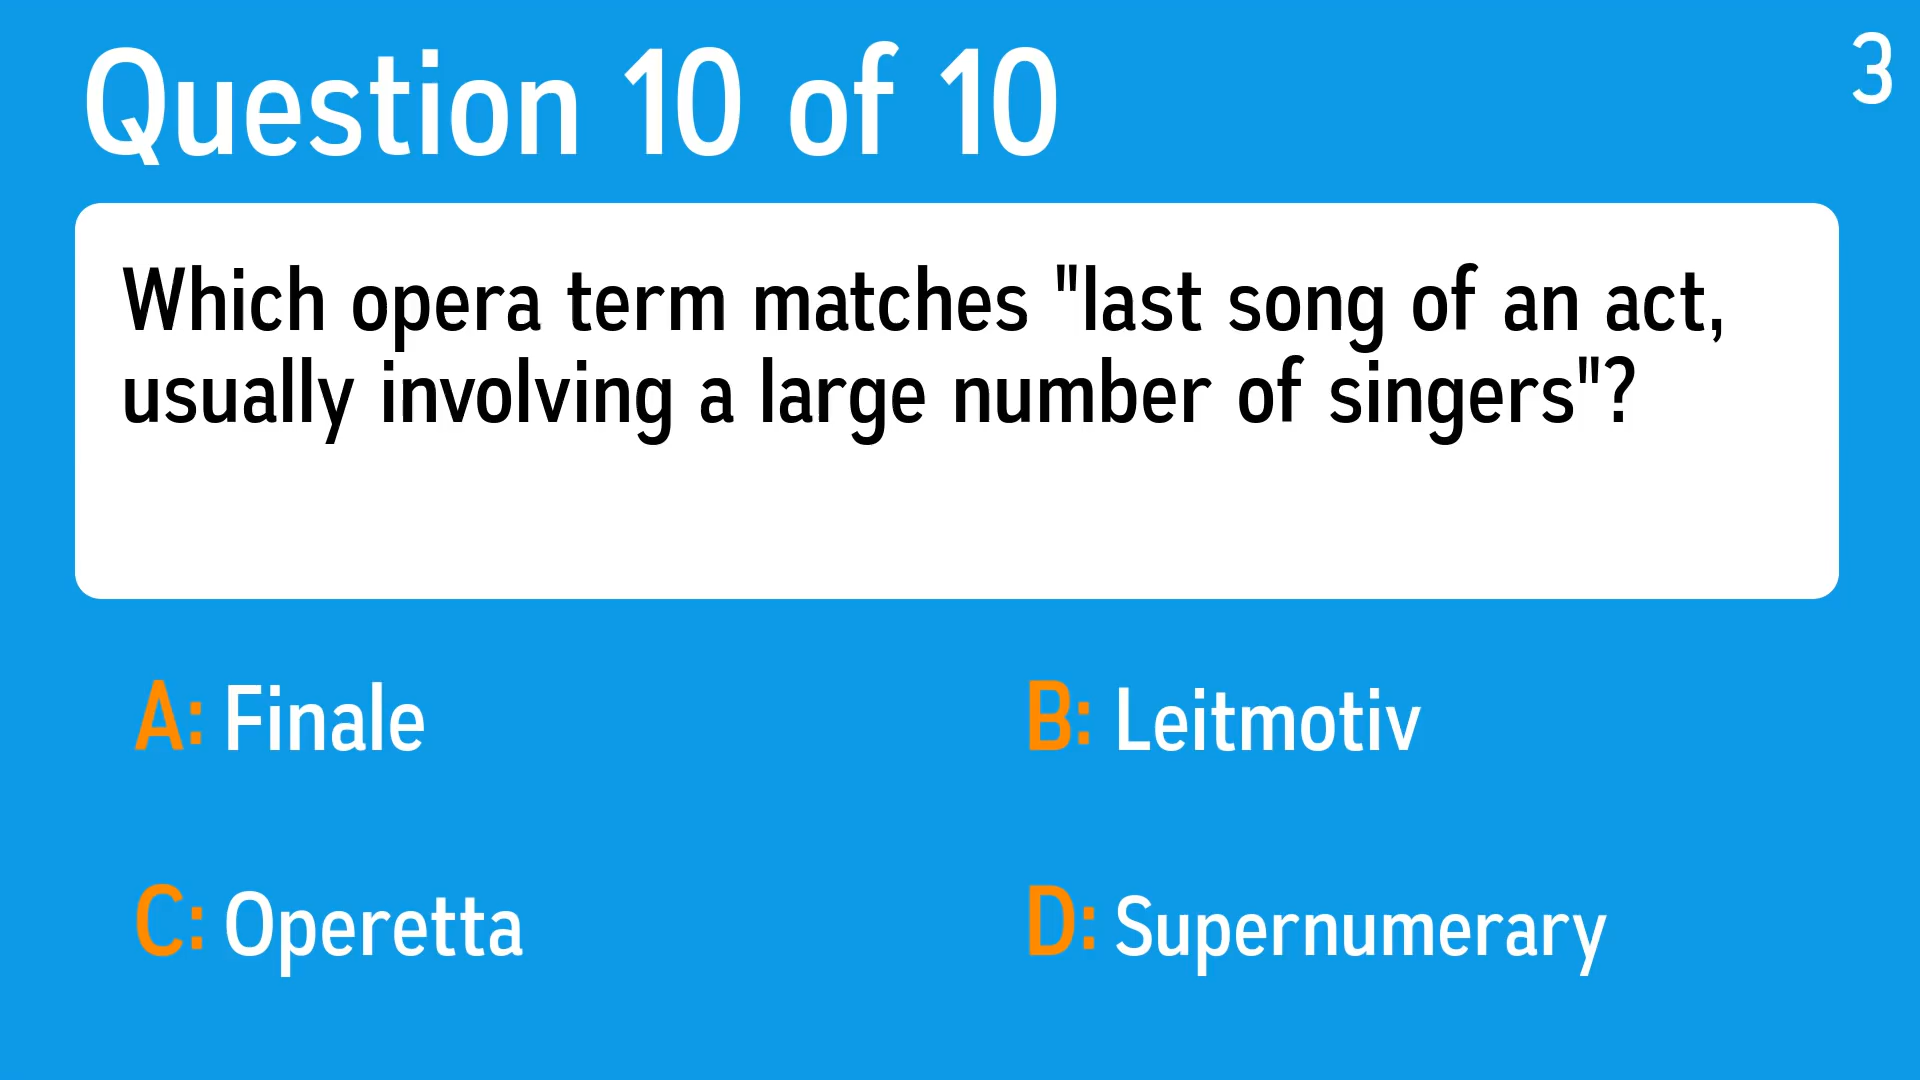 Question 10 of 10
3
Which opera term matches "last song of an act,
usually involving a large number of singers"?
A: Finale
B: Leitmotiv
C: Operetta
D: Supernumerary